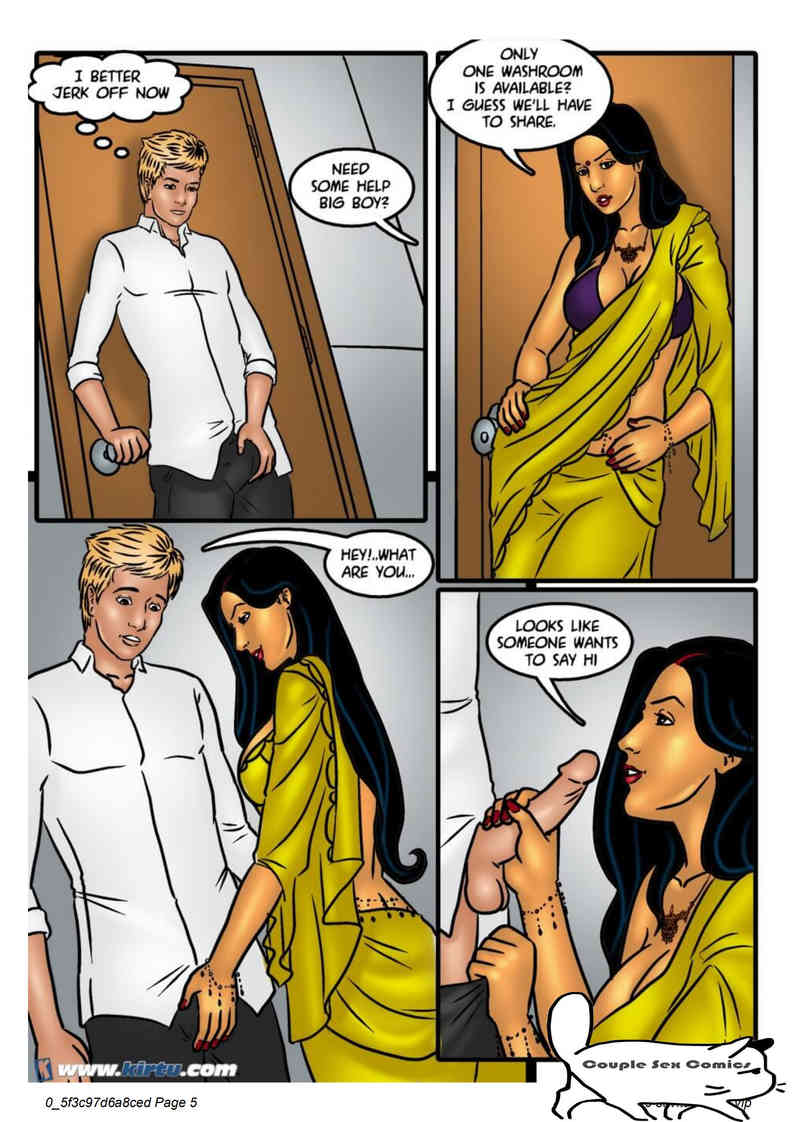 I BETTER
JERK OFF NOW
NEED
SOME HELP
BIG BOY?
ONLY
ONE WASHROOM
IS AVAILABLE?
I GUESS WE'LL HAVE
TO SHARE.
HEY!..WHAT
ARE YOU...
LOOKS LIKE
SOMEONE WANTS
TO SAY HI
www.kirtu.com
Couple Sex Comics
0_5f3c97d6a8ced Page 5